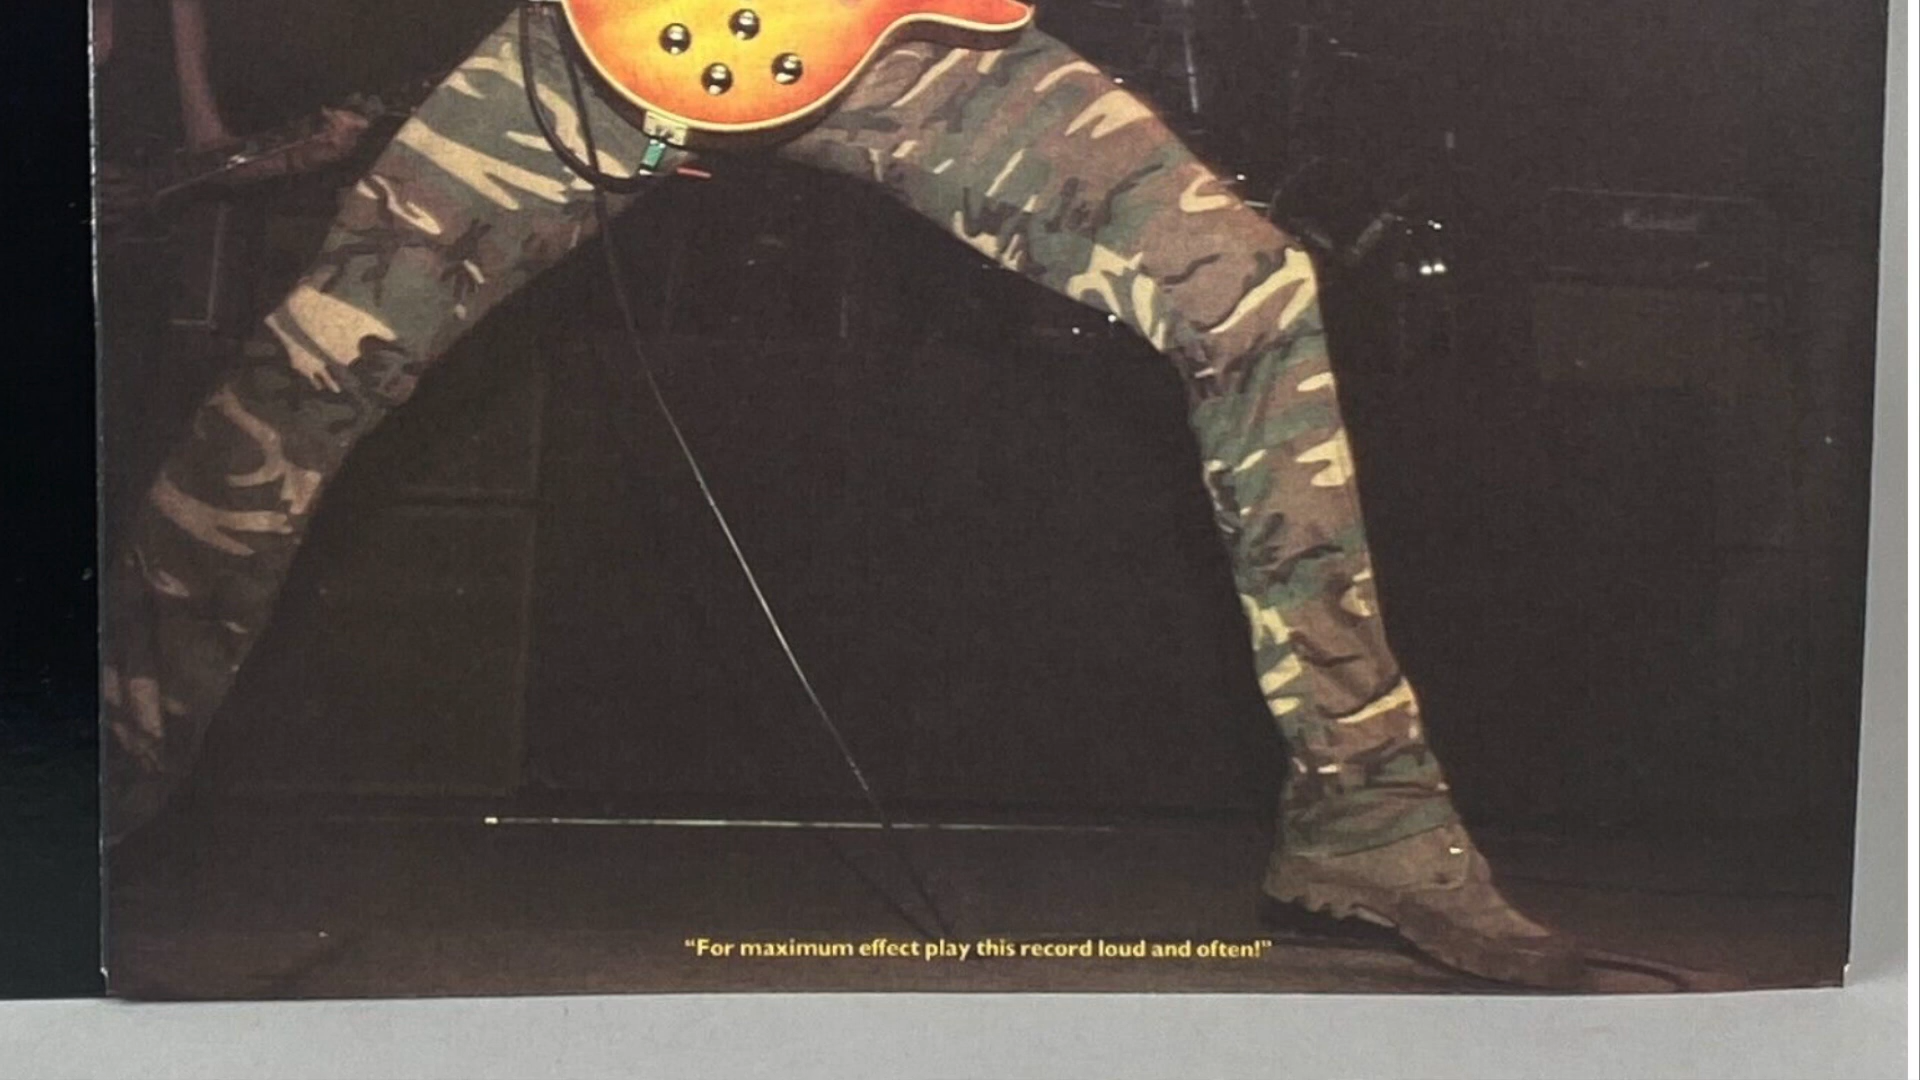 “For maximum effect play this record loud and often!”